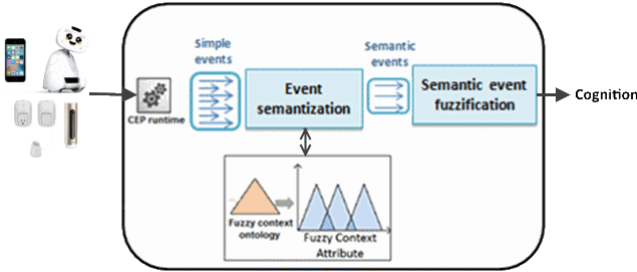 Simple
events
Semantic
events
CEP runtime
Event
semantization
Semantic event
fuzzification
Cognition
Fuzzy context
ontology
Fuzzy Context
Attribute